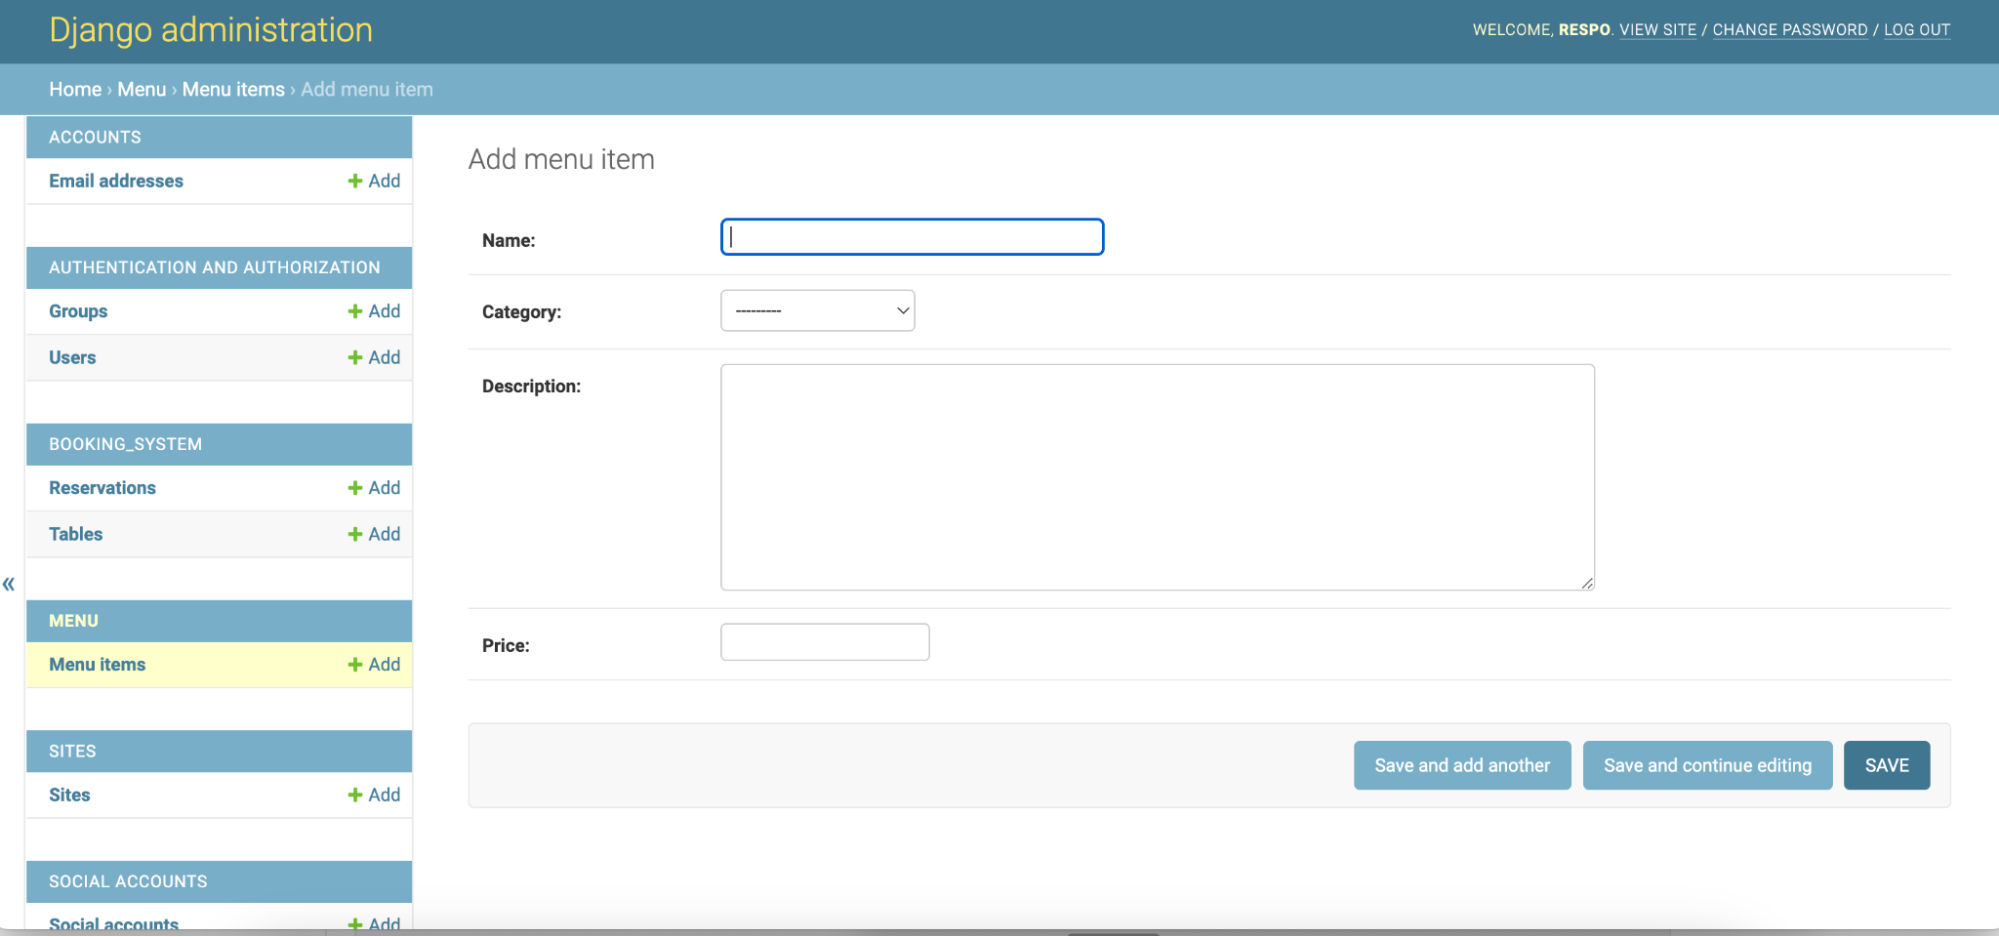 Django administration
WELCOME, RESPO. VIEW SITE / CHANGE PASSWORD / LOG OUT
Home › Menu › Menu items › Add menu item
ACCOUNTS
Email addresses + Add
AUTHENTICATION AND AUTHORIZATION
Groups + Add
Users + Add
BOOKING_SYSTEM
Reservations + Add
Tables + Add
«
MENU
Menu items + Add
SITES
Sites + Add
SOCIAL ACCOUNTS
Social accounts + Add
Add menu item
Name:
Category: ---------
Description:
Price:
Save and add another Save and continue editing SAVE